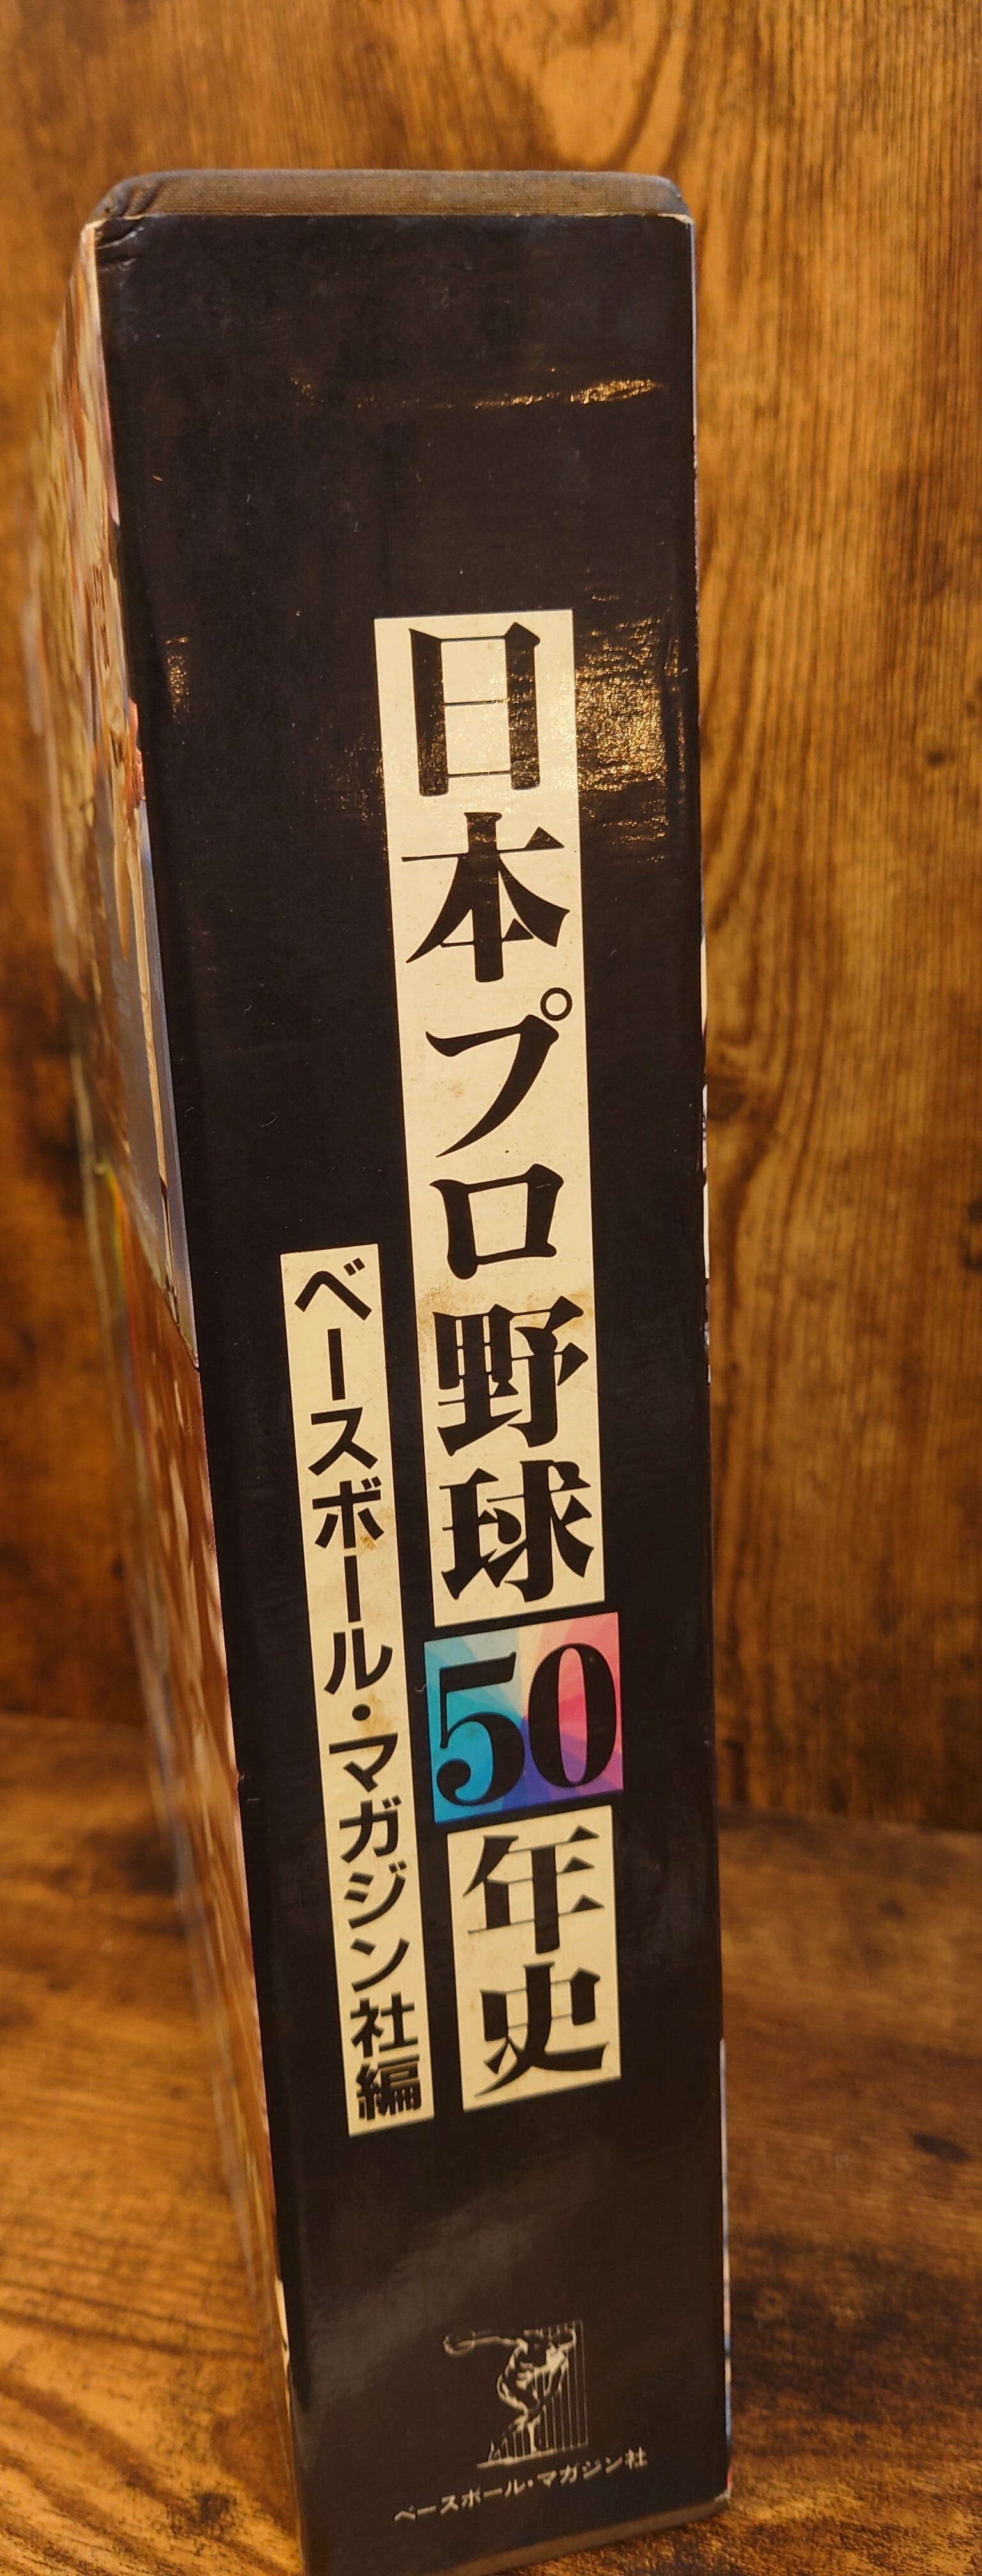 日本プロ野球50年史
ベースボール・マガジン社編
ベースボール・マガジン社